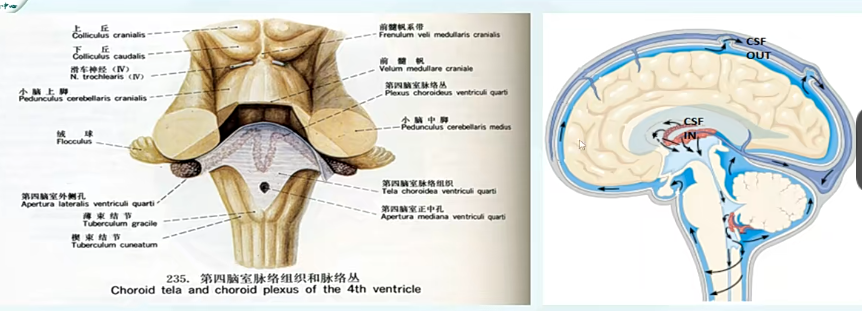 上 丘
Colliculus cranialis
下 丘
Colliculus caudalis
滑车神经 (Ⅳ)
N. trochlearis (Ⅳ)
小 脑 上 脚
Pedunculus cerebellaris cranialis
绒 球
Flocculus
第四脑室外侧孔
Apertura lateralis ventriculi quarti
薄 束 结 节
Tuberculum gracile
楔 束 结 节
Tuberculum cuneatum
前髓帆系带
Frenulum veli medullaris cranialis
前 髓 帆
Velum medullare craniale
第四脑室脉络丛
Plexus choroideus ventriculi quarti
小 脑 中 脚
Pedunculus cerebellaris medius
第四脑室脉络组织
Tela choroidea ventriculi quarti
第四脑室正中孔
Apertura mediana ventriculi quarti
235. 第四脑室脉络组织和脉络丛
Choroid tela and choroid plexus of the 4th ventricle
CSF
OUT
CSF
IN